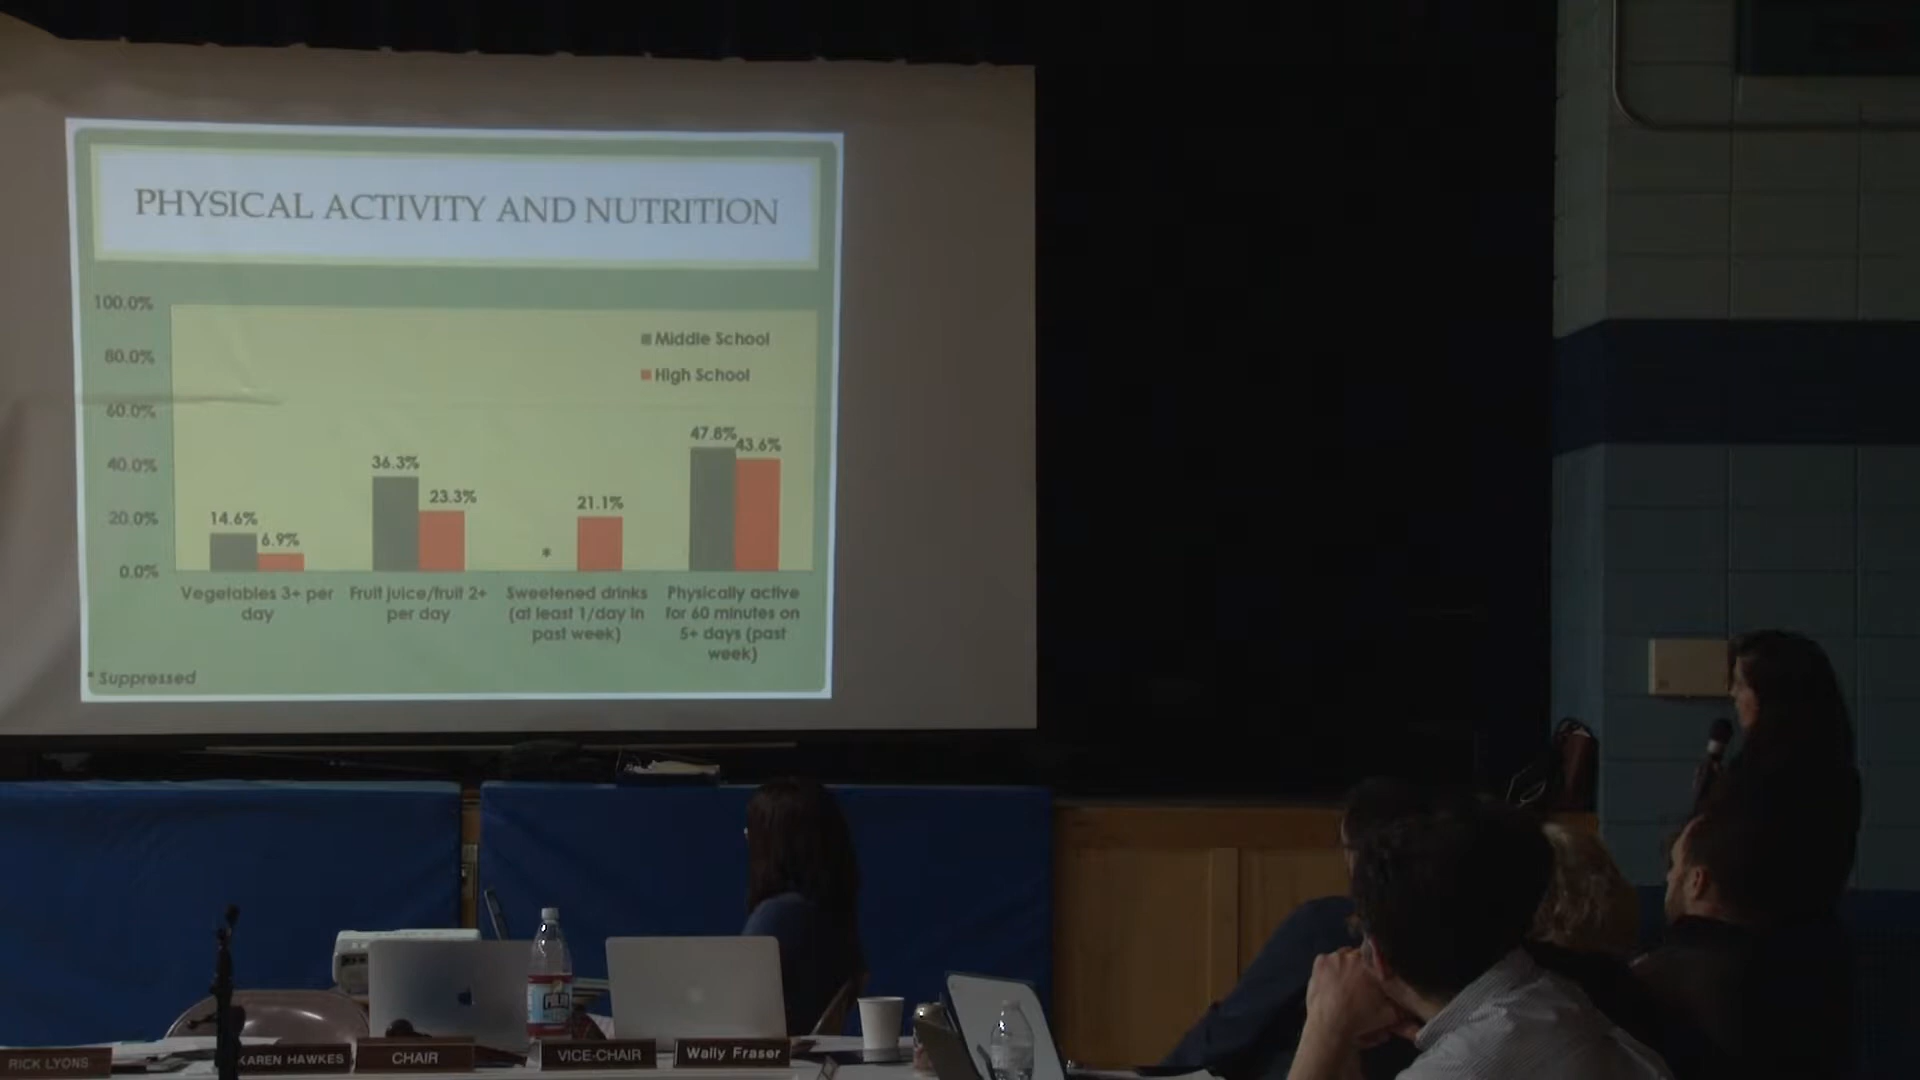 PHYSICAL ACTIVITY AND NUTRITION
100.0%
80.0%
60.0%
40.0%
20.0%
0.0%
Middle School
High School
14.6%
6.9%
36.3%
23.3%
*
21.1%
47.8%
43.6%
Vegetables 3+ per
day
Fruit juice/fruit 2+
per day
Sweetened drinks
(at least 1/day in
past week)
Physically active
for 60 minutes on
5+ days (past
week)
* Suppressed
RICK LYONS
KAREN HAWKES
CHAIR
VICE-CHAIR
Wally Fraser